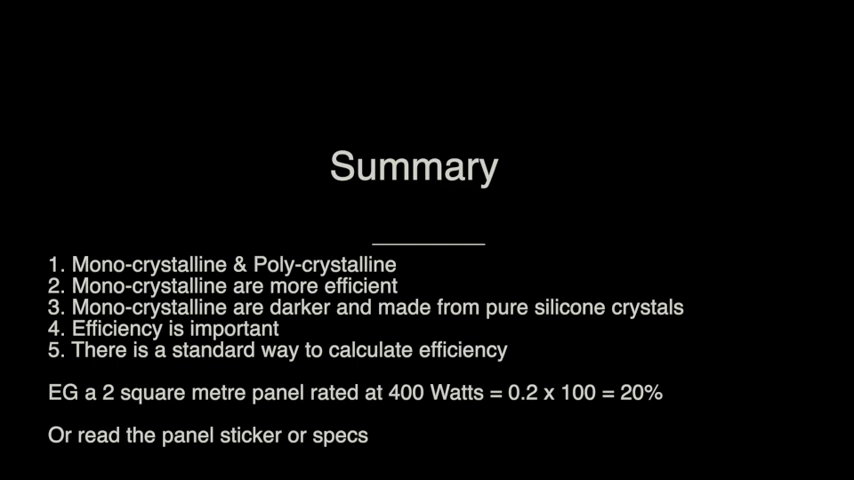 Summary
1. Mono-crystalline & Poly-crystalline
2. Mono-crystalline are more efficient
3. Mono-crystalline are darker and made from pure silicone crystals
4. Efficiency is important
5. There is a standard way to calculate efficiency
EG a 2 square metre panel rated at 400 Watts = 0.2 x 100 = 20%
Or read the panel sticker or specs